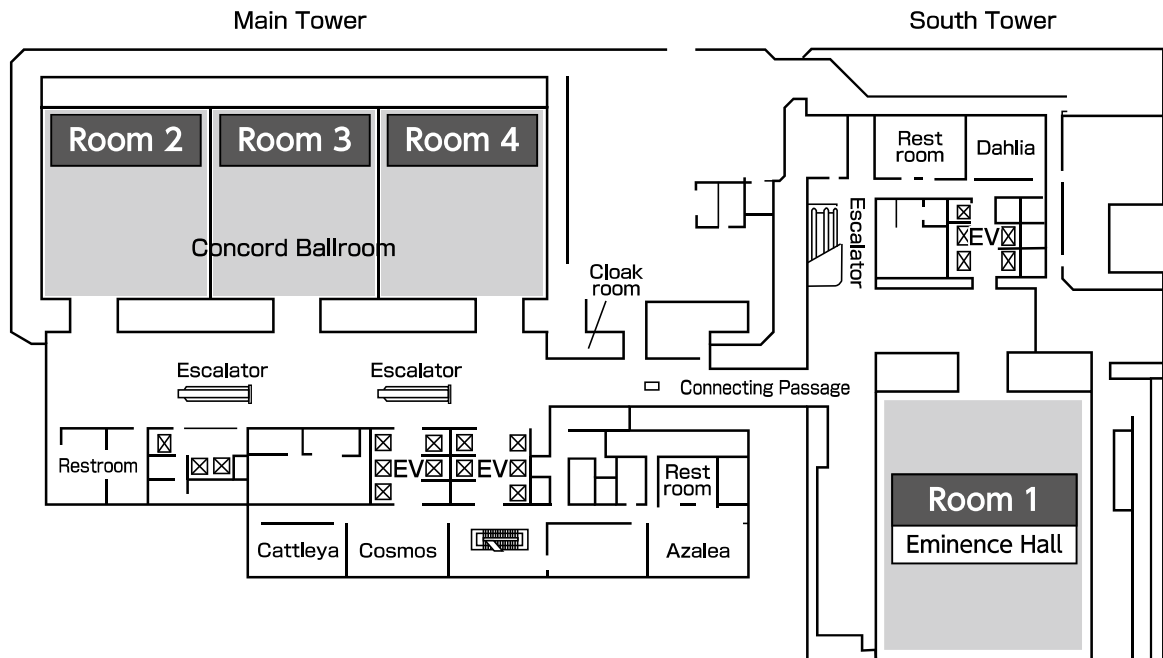 Main Tower
South Tower
Room 2
Room 3
Room 4
Concord Ballroom
Rest
room
Dahlia
Escalator
EV
Cloak
room
Escalator
Escalator
Connecting Passage
Restroom
EV
EV
Rest
room
Cattleya
Cosmos
Azalea
Room 1
Eminence Hall